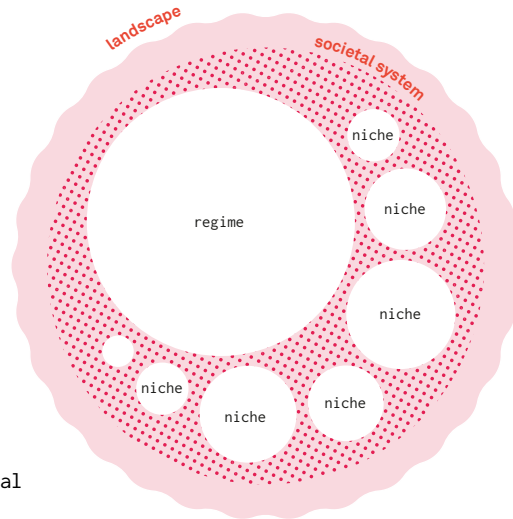 landscape
societal system
niche
niche
regime
niche
niche
niche
niche
al